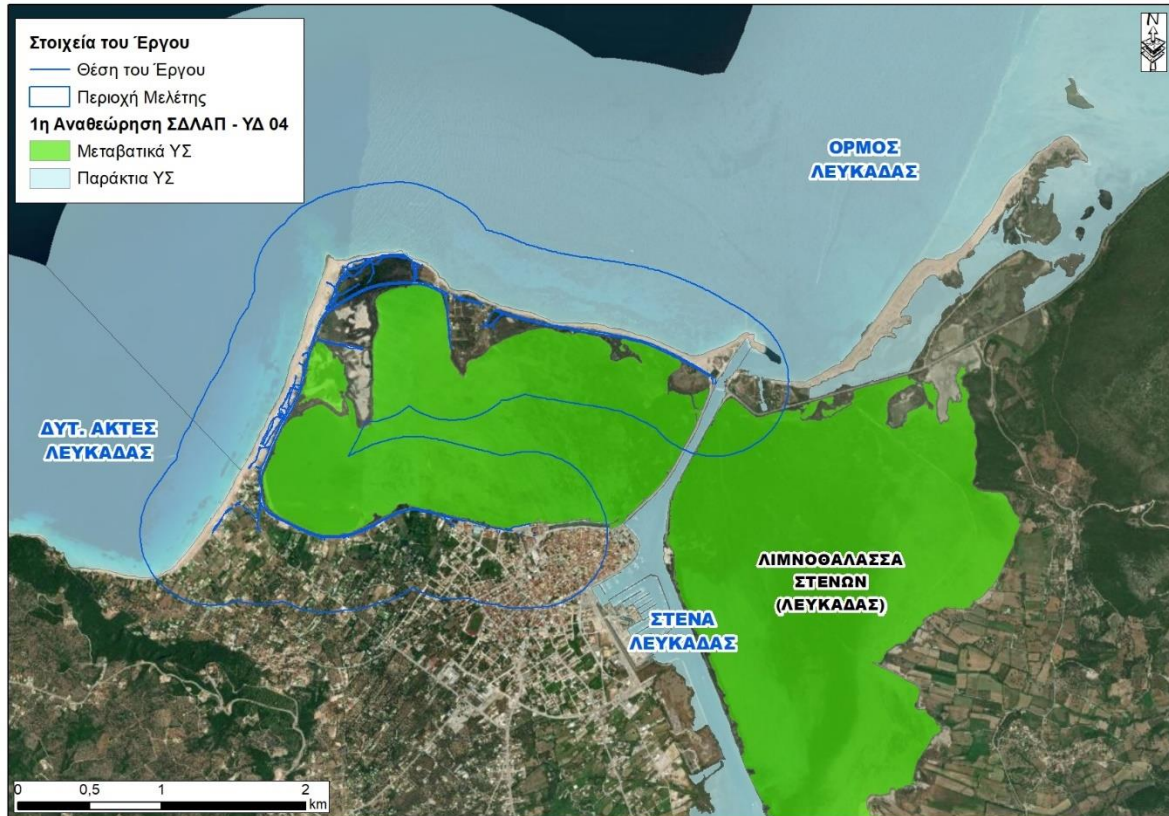 Στοιχεία του Έργου
Θέση του Έργου
Περιοχή Μελέτης
1η Αναθεώρηση ΣΔΛΑΠ - ΥΔ 04
Μεταβατικά ΥΣ
Παράκτια ΥΣ
N
ΟΡΜΟΣ
ΛΕΥΚΑΔΑΣ
ΔΥΤ. ΑΚΤΕΣ
ΛΕΥΚΑΔΑΣ
ΛΙΜΝΟΘΑΛΑΣΣΑ
ΣΤΕΝΩΝ
(ΛΕΥΚΑΔΑΣ)
ΣΤΕΝΑ
ΛΕΥΚΑΔΑΣ
0 0,5 1 2
km